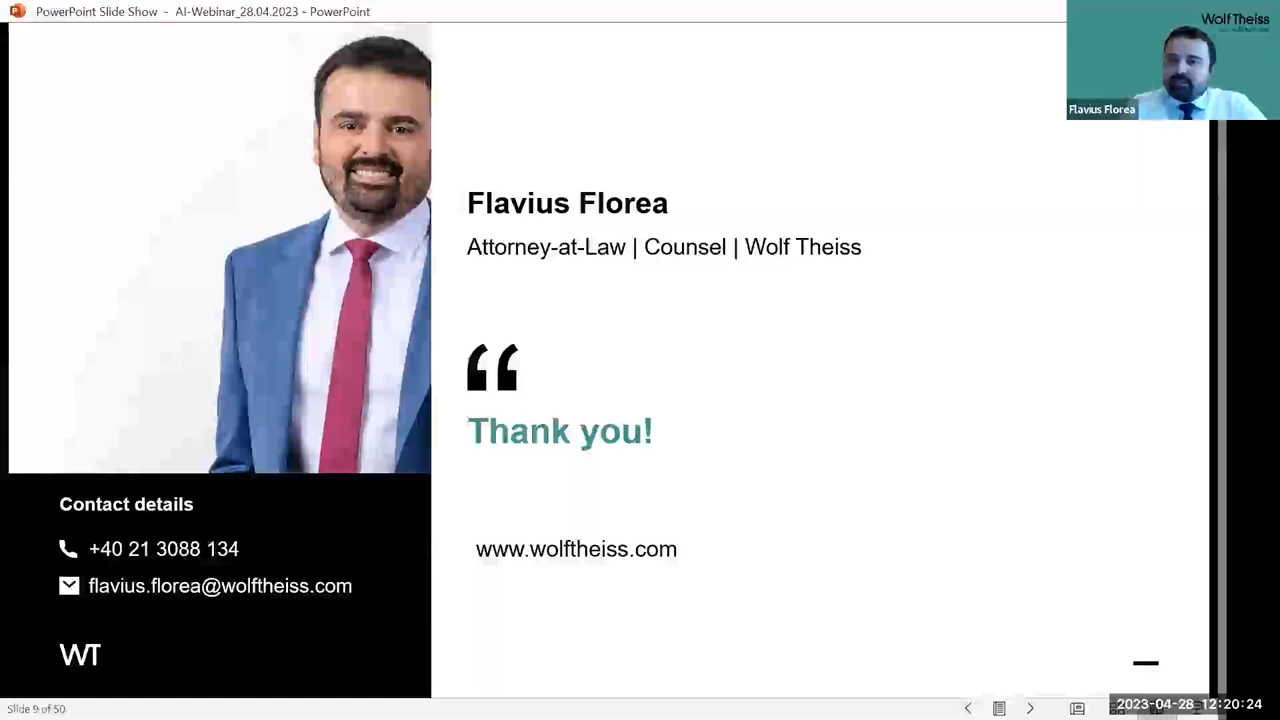 PowerPoint Slide Show - AI-Webinar_28.04.2023 - PowerPoint
Wolf Theiss
Flavius Florea
Flavius Florea
Attorney-at-Law | Counsel | Wolf Theiss
“
Thank you!
Contact details
+40 21 3088 134
www.wolftheiss.com
flavius.florea@wolftheiss.com
WT
Slide 9 of 50
2023-04-28 12:20:24